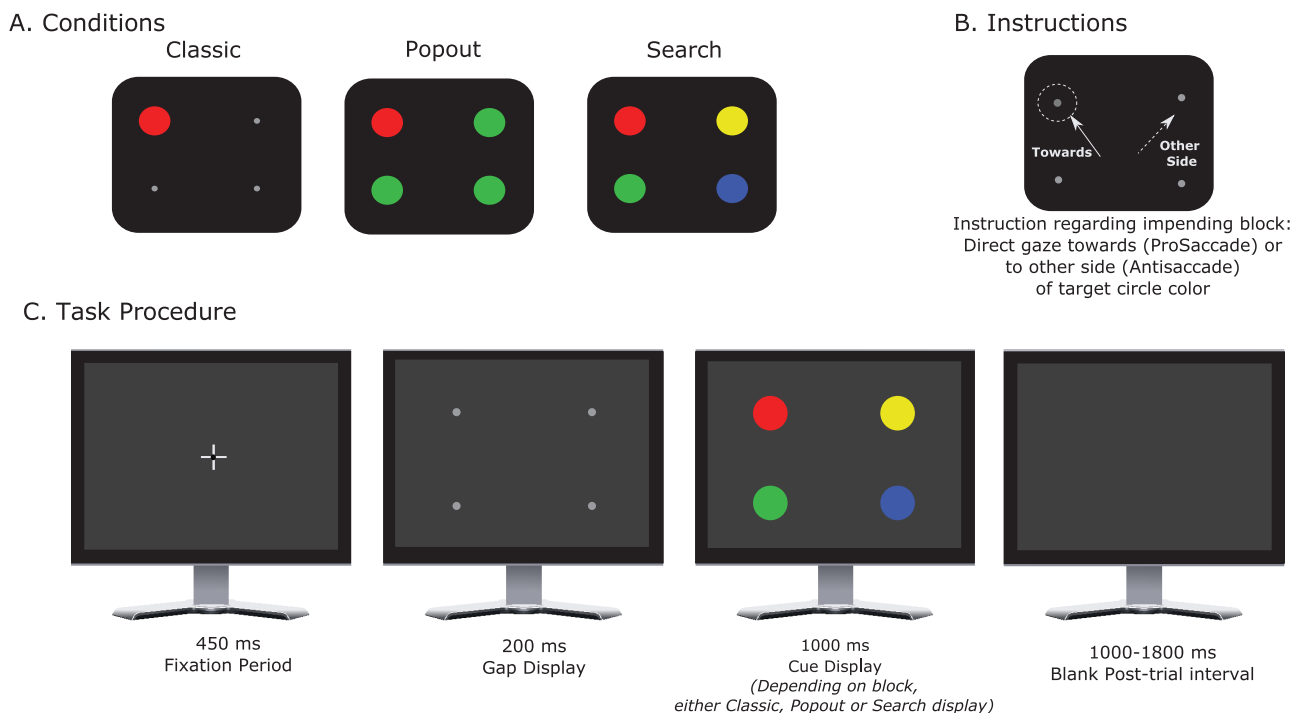 A. Conditions
Classic
Popout
Search
B. Instructions
Towards
Other
Side
Instruction regarding impending block:
Direct gaze towards (ProSaccade) or
to other side (Antisaccade)
of target circle color
C. Task Procedure
450 ms
Fixation Period
200 ms
Gap Display
1000 ms
Cue Display
(Depending on block,
either Classic, Popout or Search display)
1000-1800 ms
Blank Post-trial interval